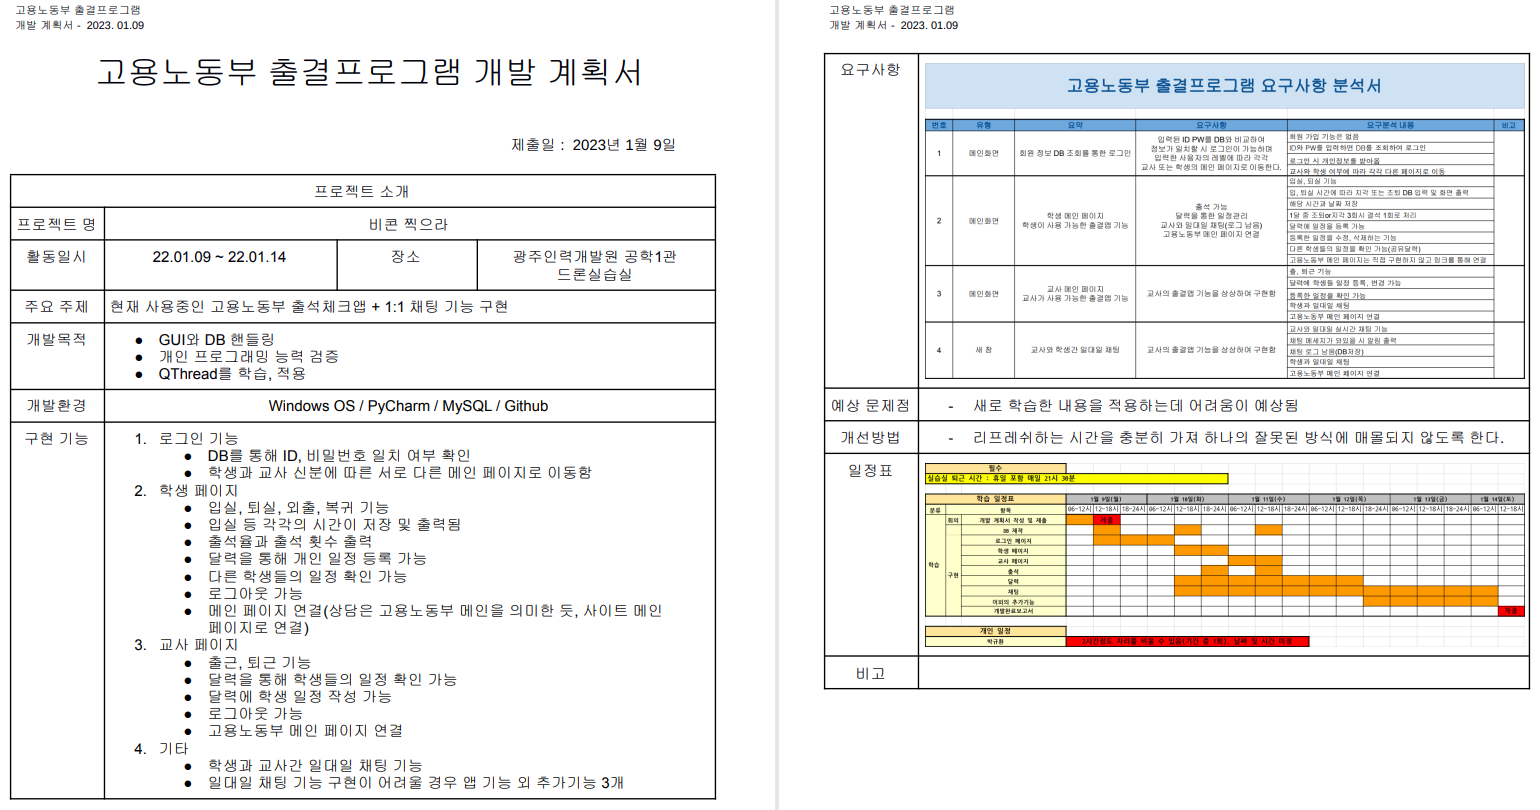 고용노동부 출결프로그램
개발 계획서 - 2023. 01.09
고용노동부 출결프로그램 개발 계획서
제출일 : 2023년 1월 9일
프로젝트 소개
프로젝트 명
비콘 찍으라
활동일시
22.01.09 ~ 22.01.14
장소
광주인력개발원 공학1관
드론실습실
주요 주제
현재 사용중인 고용노동부 출석체크앱 + 1:1 채팅 기능 구현
개발목적
● GUI와 DB 핸들링
● 개인 프로그래밍 능력 검증
● QThread를 학습, 적용
개발환경
Windows OS / PyCharm / MySQL / Github
구현 기능
1. 로그인 기능
● DB를 통해 ID, 비밀번호 일치 여부 확인
● 학생과 교사 신분에 따른 서로 다른 메인 페이지로 이동함
2. 학생 페이지
● 입실, 퇴실, 외출, 복귀 기능
● 입실 등 각각의 시간이 저장 및 출력됨
● 출석율과 출석 횟수 출력
● 달력을 통해 개인 일정 등록 가능
● 다른 학생들의 일정 확인 가능
● 로그아웃 가능
● 메인 페이지 연결(상담은 고용노동부 메인을 의미한 듯, 사이트 메인
페이지로 연결)
3. 교사 페이지
● 출근, 퇴근 기능
● 달력을 통해 학생들의 일정 확인 가능
● 달력에 학생 일정 작성 가능
● 로그아웃 가능
● 고용노동부 메인 페이지 연결
4. 기타
● 학생과 교사간 일대일 채팅 기능
● 일대일 채팅 기능 구현이 어려울 경우 앱 기능 외 추가기능 3개
고용노동부 출결프로그램
개발 계획서 - 2023. 01.09
요구사항
고용노동부 출결프로그램 요구사항 분석서
번호 유형 요약 요구사항 요구분석 내용 비고
1
메인화면
회원 정보 DB 조회를 통한 로그인
입력된 ID PW를 DB와 비교하여
정보가 일치할 시 로그인이 가능하며
입력한 사용자의 레벨에 따라 각각
교사 또는 학생의 메인 페이지로 이동한다.
회원 가입 기능은 없음
ID와 PW를 입력하면 DB를 조회하여 로그인
로그인 시 개인정보를 받아옴
교사와 학생 여부에 따라 각각 다른 페이지로 이동
2
메인화면
학생 메인 페이지
학생이 사용 가능한 출결앱 기능
출석 가능
달력을 통한 일정관리
교사와 일대일 채팅(로그 남음)
고용노동부 메인 페이지 연결
입실, 퇴실 기능
입, 퇴실 시간에 따라 지각 또는 조퇴 DB 입력 및 화면 출력
해당 시간과 날짜 저장
1달 중 조퇴or지각 3회시 결석 1회로 처리
달력에 일정을 등록 가능
등록한 일정을 수정, 삭제하는 기능
다른 학생들의 일정을 확인 가능(공유달력)
고용노동부 메인 페이지는 직접 구현하지 않고 링크를 통해 연결
3
메인화면
교사 메인 페이지
교사가 사용 가능한 출결앱 기능
교사의 출결앱 기능을 상상하여 구현함
출, 퇴근 기능
달력에 학생들 일정 등록, 변경 가능
등록한 일정을 확인 가능
학생과 일대일 채팅
고용노동부 메인 페이지 연결
4
새 창
교사와 학생간 일대일 채팅
교사의 출결앱 기능을 상상하여 구현함
교사와 일대일 실시간 채팅 기능
채팅 메세지가 와있을 시 알림 출력
채팅 로그 남음(DB저장)
학생과 일대일 채팅
고용노동부 메인 페이지 연결
예상 문제점
- 새로 학습한 내용을 적용하는데 어려움이 예상됨
개선방법
- 리프레쉬하는 시간을 충분히 가져 하나의 잘못된 방식에 매몰되지 않도록 한다.
일정표
필수
실습실 퇴근 시간 : 휴일 포함 매일 21시 30분
학습 일정표 1월 9일(월) 1월 10일(화) 1월 11일(수) 1월 12일(목) 1월 13일(금) 1월 14일(토)
분류 항목 06-12시 12-18시 18-24시 06-12시 12-18시 18-24시 06-12시 12-18시 18-24시 06-12시 12-18시 18-24시 06-12시 12-18시 18-24시 06-12시 12-18시
학습
회의 개발 계획서 작성 및 제출 제출
구현
DB 제작
로그인 페이지
학생 페이지
교사 페이지
출석
달력
채팅
이외의 추가기능
개발완료보고서 제출
개인 일정
박규환
2시간정도 자리를 비울 수 있음(기간 중 1회), 날짜 및 시간 미정
비고